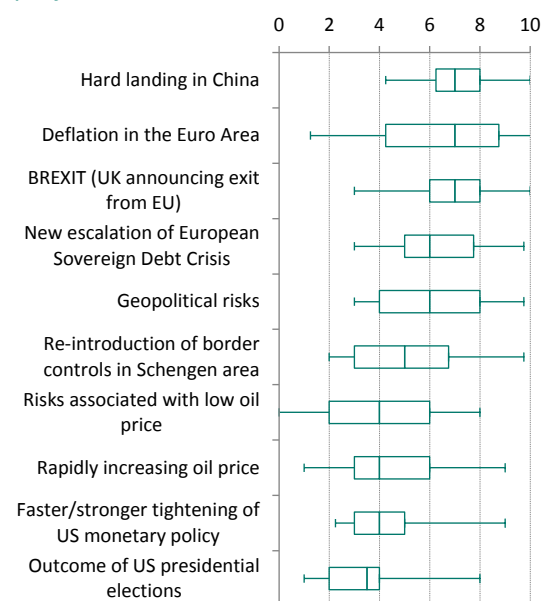 0 2 4 6 8 10
Hard landing in China
Deflation in the Euro Area
BREXIT (UK announcing exit
from EU)
New escalation of European
Sovereign Debt Crisis
Geopolitical risks
Re-introduction of border
controls in Schengen area
Risks associated with low oil
price
Rapidly increasing oil price
Faster/stronger tightening of
US monetary policy
Outcome of US presidential
elections